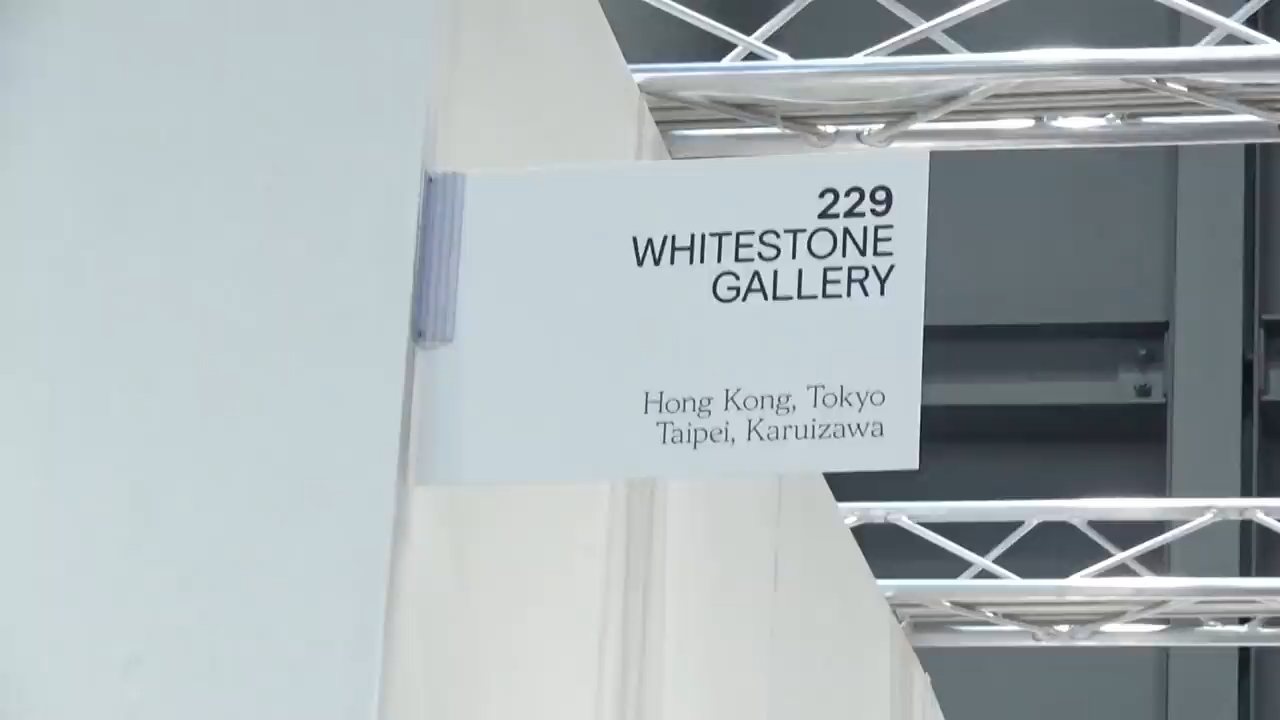 229
WHITESTONE
GALLERY
Hong Kong, Tokyo
Taipei, Karuizawa